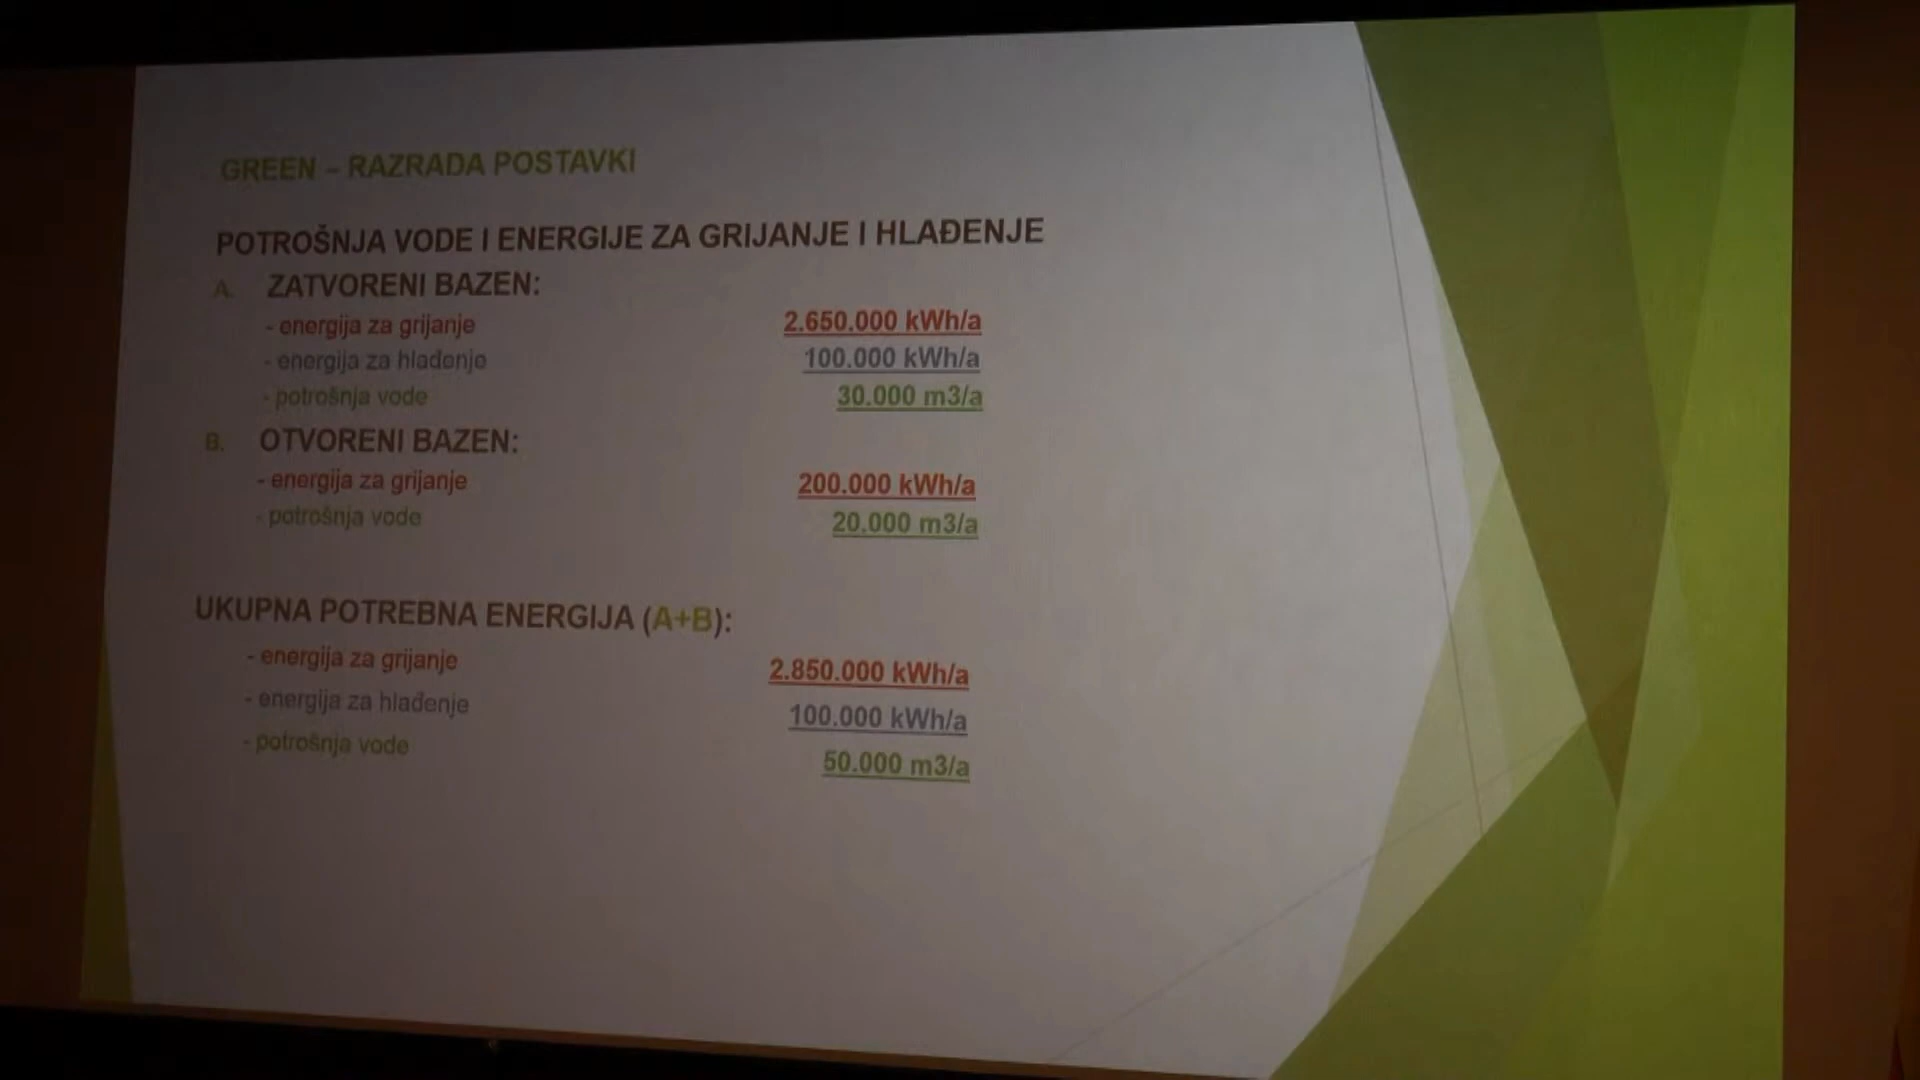 GREEN – RAZRADA POSTAVKI
POTROŠNJA VODE I ENERGIJE ZA GRIJANJE I HLAĐENJE
A. ZATVORENI BAZEN:
- energija za grijanje 2.650.000 kWh/a
- energija za hlađenje 100.000 kWh/a
- potrošnja vode 30.000 m3/a
B. OTVORENI BAZEN:
- energija za grijanje 200.000 kWh/a
- potrošnja vode 20.000 m3/a
UKUPNA POTREBNA ENERGIJA (A+B):
- energija za grijanje 2.850.000 kWh/a
- energija za hlađenje 100.000 kWh/a
- potrošnja vode 50.000 m3/a